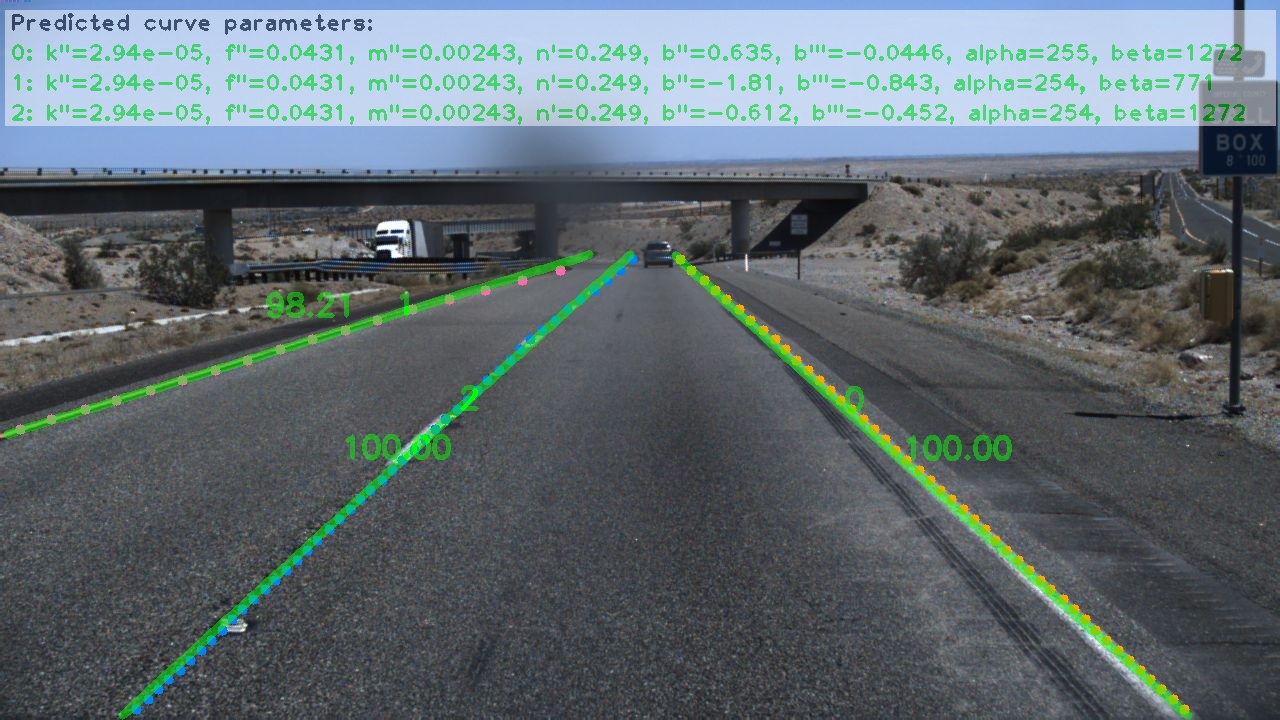 Predicted curve parameters:
0: k''=2.94e-05, f''=0.0431, m''=0.00243, n'=0.249, b''=0.635, b'''=-0.0446, alpha=255, beta=1272
1: k''=2.94e-05, f''=0.0431, m''=0.00243, n'=0.249, b''=-1.81, b'''=-0.843, alpha=254, beta=771
2: k''=2.94e-05, f''=0.0431, m''=0.00243, n'=0.249, b''=-0.612, b'''=-0.452, alpha=254, beta=1272
BOX
8 100
98.21 1
2
0
100.00
100.00